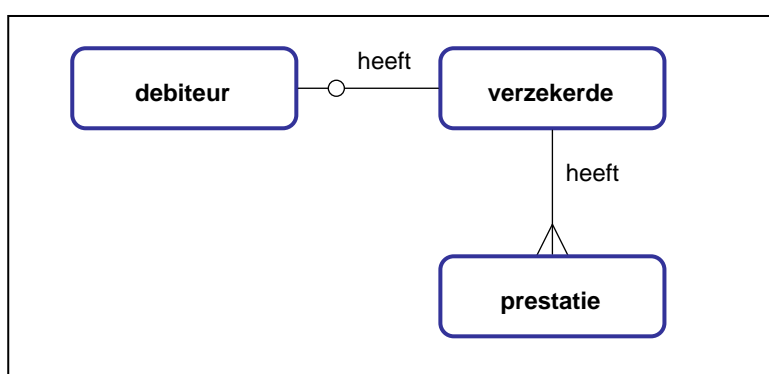 heeft
debiteur
verzekerde
heeft
prestatie